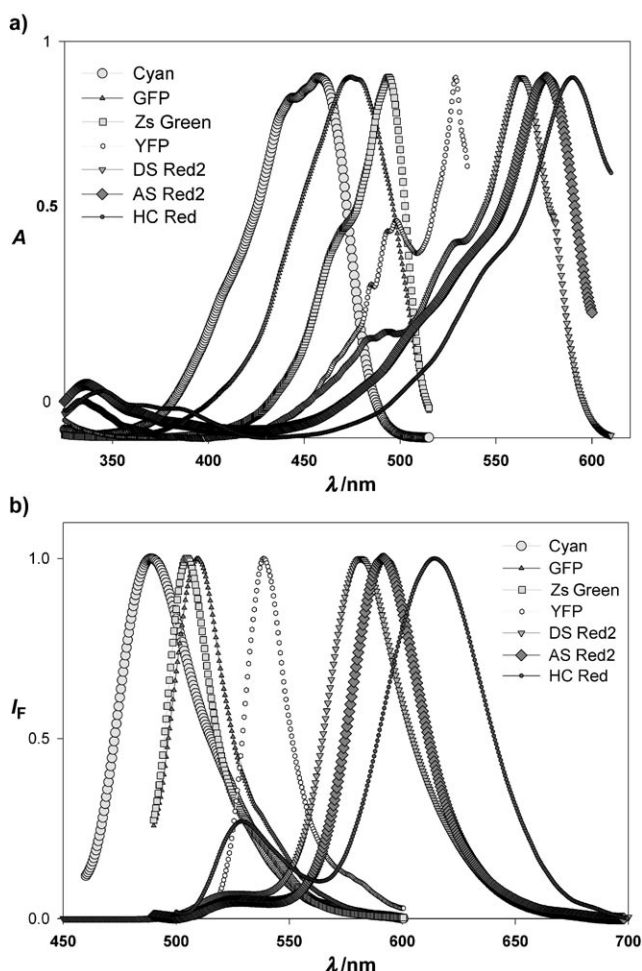 a)
1
0.5
0
A
Cyan
GFP
Zs Green
YFP
DS Red2
AS Red2
HC Red
350 400 450 500 550 600
λ/nm
b)
1.0
0.5
0.0
I_F
Cyan
GFP
Zs Green
YFP
DS Red2
AS Red2
HC Red
450 500 550 600 650 700
λ/nm